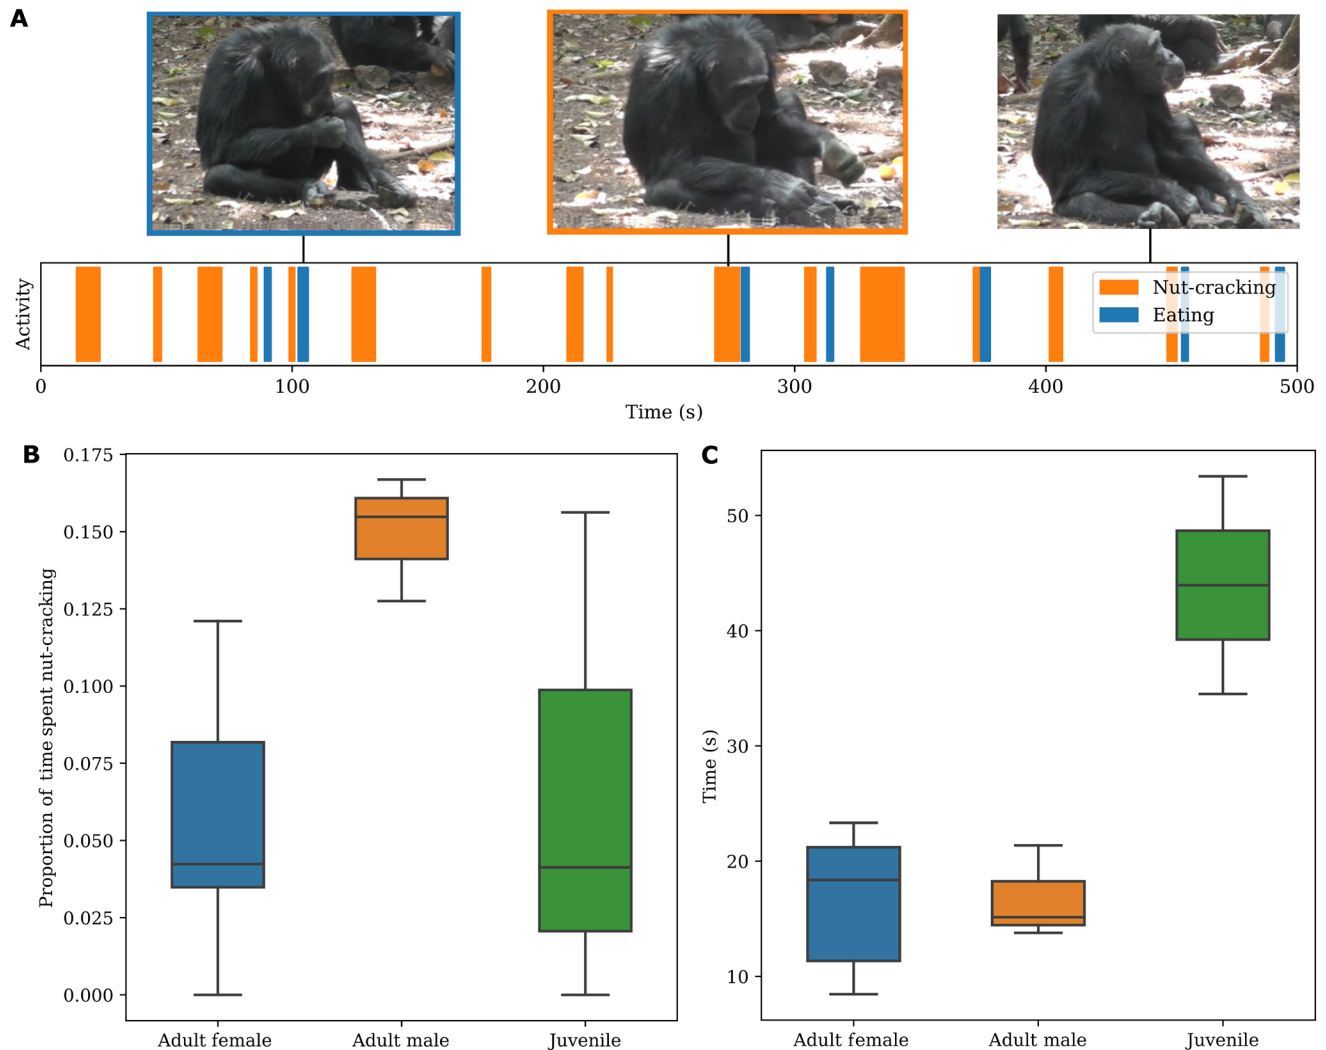 A
Activity
Nut-cracking
Eating
0 100 200 300 400 500
Time (s)
B
Proportion of time spent nut-cracking
0.175
0.150
0.125
0.100
0.075
0.050
0.025
0.000
Adult female Adult male Juvenile
C
Time (s)
50
40
30
20
10
Adult female Adult male Juvenile